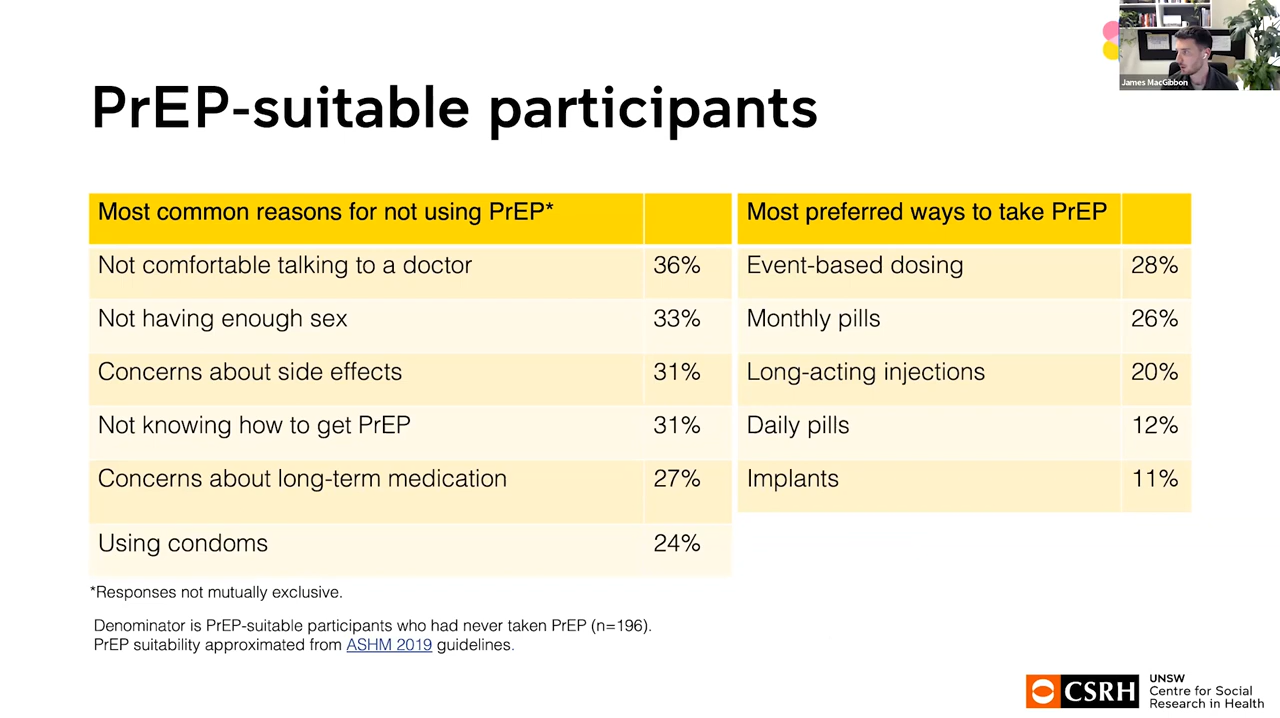 James MacGibbon
PrEP-suitable participants
Most common reasons for not using PrEP*
Not comfortable talking to a doctor 36%
Not having enough sex 33%
Concerns about side effects 31%
Not knowing how to get PrEP 31%
Concerns about long-term medication 27%
Using condoms 24%
Most preferred ways to take PrEP
Event-based dosing 28%
Monthly pills 26%
Long-acting injections 20%
Daily pills 12%
Implants 11%
*Responses not mutually exclusive.
Denominator is PrEP-suitable participants who had never taken PrEP (n=196).
PrEP suitability approximated from ASHM 2019 guidelines.
CSRH
UNSW
Centre for Social
Research in Health